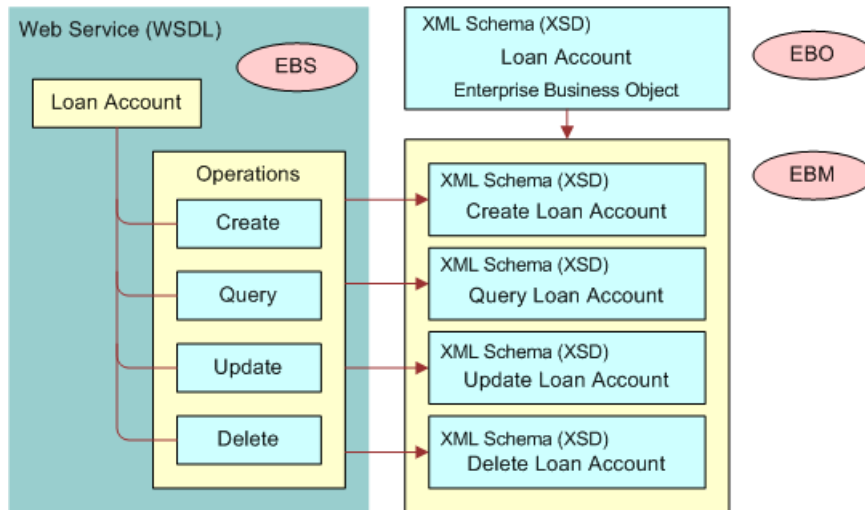 Web Service (WSDL)
EBS
Loan Account
Operations
Create
Query
Update
Delete
XML Schema (XSD)
Loan Account
Enterprise Business Object
EBO
XML Schema (XSD)
Create Loan Account
XML Schema (XSD)
Query Loan Account
XML Schema (XSD)
Update Loan Account
XML Schema (XSD)
Delete Loan Account
EBM